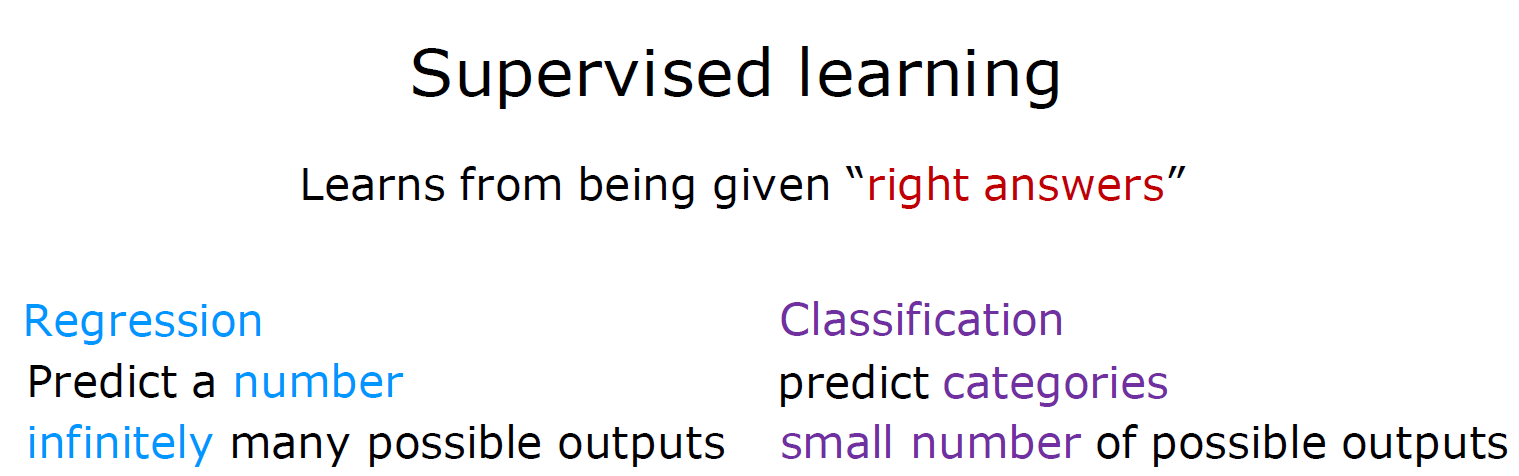 Supervised learning
Learns from being given “right answers”
Regression
Predict a number
infinitely many possible outputs
Classification
predict categories
small number of possible outputs